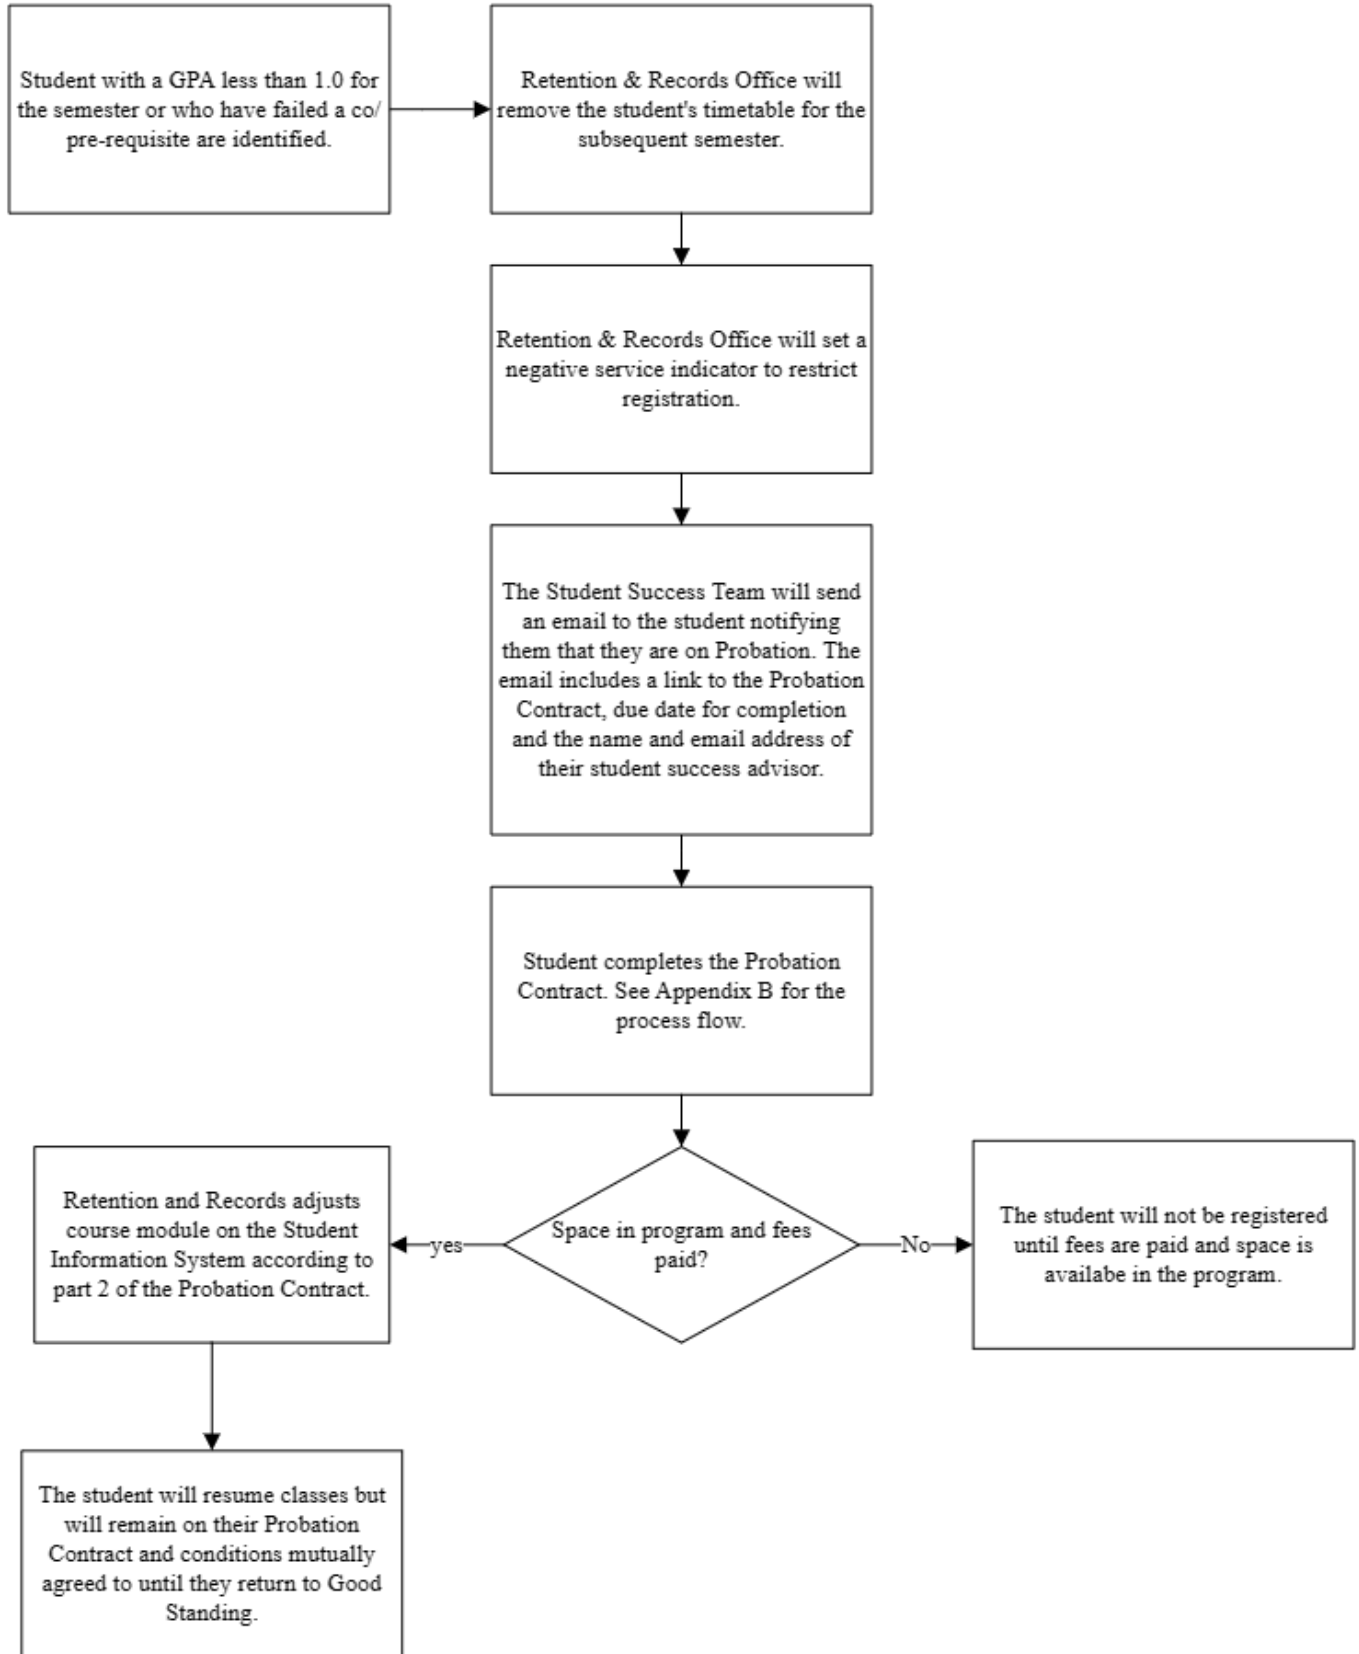 Student with a GPA less than 1.0 for
the semester or who have failed a co/
pre-requisite are identified.
Retention & Records Office will
remove the student's timetable for the
subsequent semester.
Retention & Records Office will set a
negative service indicator to restrict
registration.
The Student Success Team will send
an email to the student notifying
them that they are on Probation. The
email includes a link to the Probation
Contract, due date for completion
and the name and email address of
their student success advisor.
Student completes the Probation
Contract. See Appendix B for the
process flow.
Space in program and fees
paid?
yes
No
Retention and Records adjusts
course module on the Student
Information System according to
part 2 of the Probation Contract.
The student will not be registered
until fees are paid and space is
availabe in the program.
The student will resume classes but
will remain on their Probation
Contract and conditions mutually
agreed to until they return to Good
Standing.